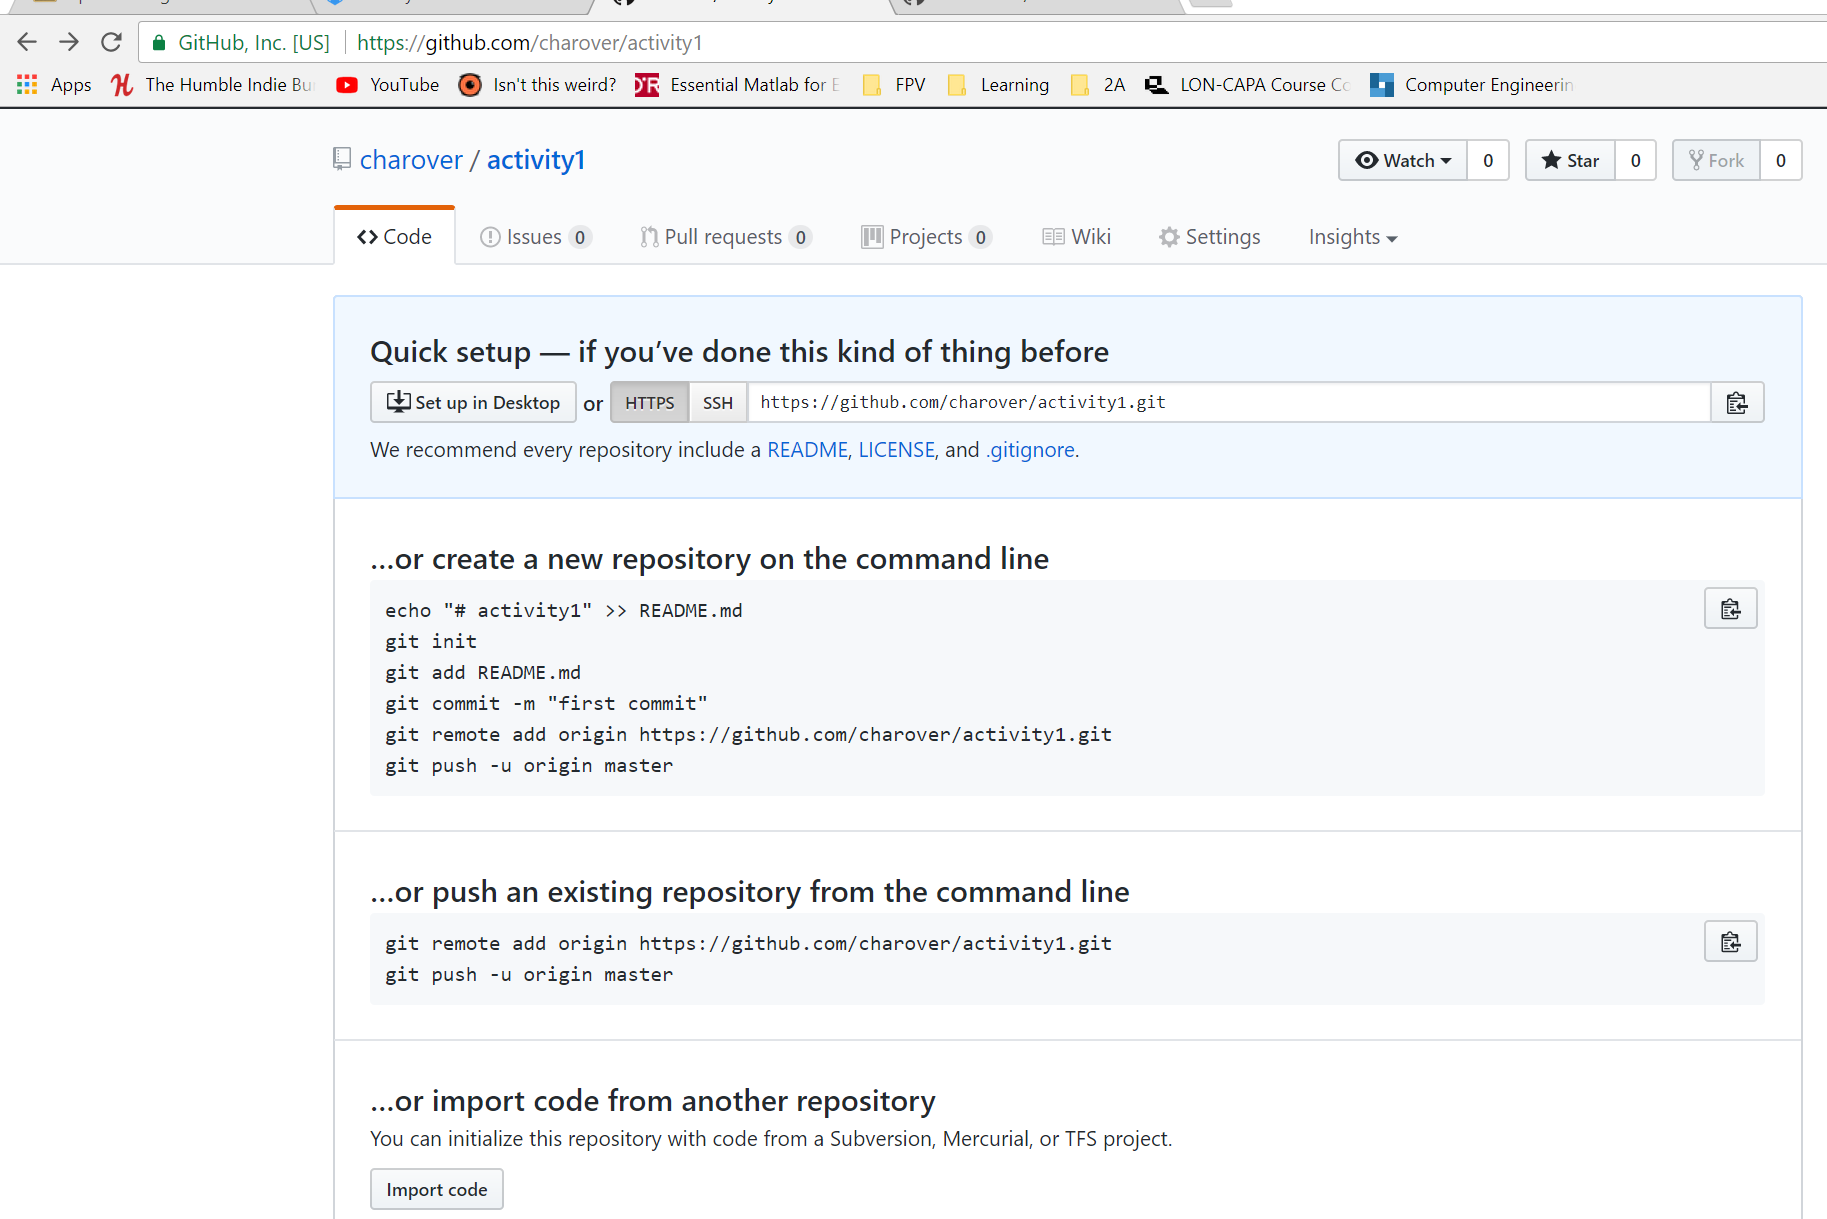 GitHub, Inc. [US] https://github.com/charover/activity1
Apps The Humble Indie Bu YouTube Isn't this weird? Essential Matlab for E FPV Learning 2A LON-CAPA Course Co Computer Engineerin
charover / activity1 Watch 0 Star 0 Fork 0
Code Issues 0 Pull requests 0 Projects 0 Wiki Settings Insights
Quick setup — if you’ve done this kind of thing before
Set up in Desktop or HTTPS SSH https://github.com/charover/activity1.git
We recommend every repository include a README, LICENSE, and .gitignore.
…or create a new repository on the command line
echo "# activity1" >> README.md
git init
git add README.md
git commit -m "first commit"
git remote add origin https://github.com/charover/activity1.git
git push -u origin master
…or push an existing repository from the command line
git remote add origin https://github.com/charover/activity1.git
git push -u origin master
…or import code from another repository
You can initialize this repository with code from a Subversion, Mercurial, or TFS project.
Import code